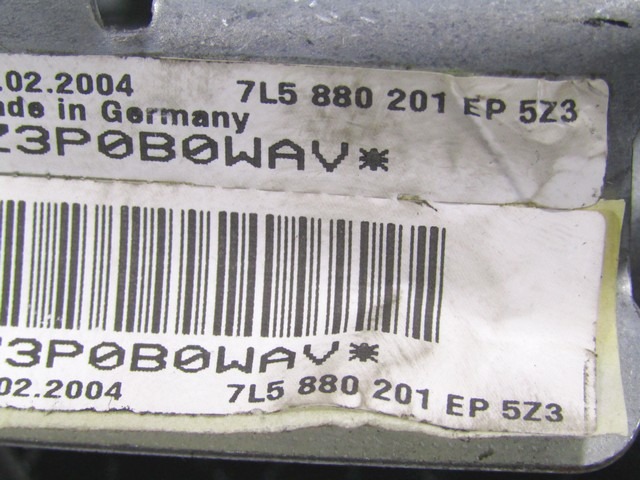 .02.2004 7L5 880 201 EP 5Z3
ade in Germany
Z3P0B0WAV*
Z3P0B0WAV*
02.2004 7L5 880 201 EP 5Z3